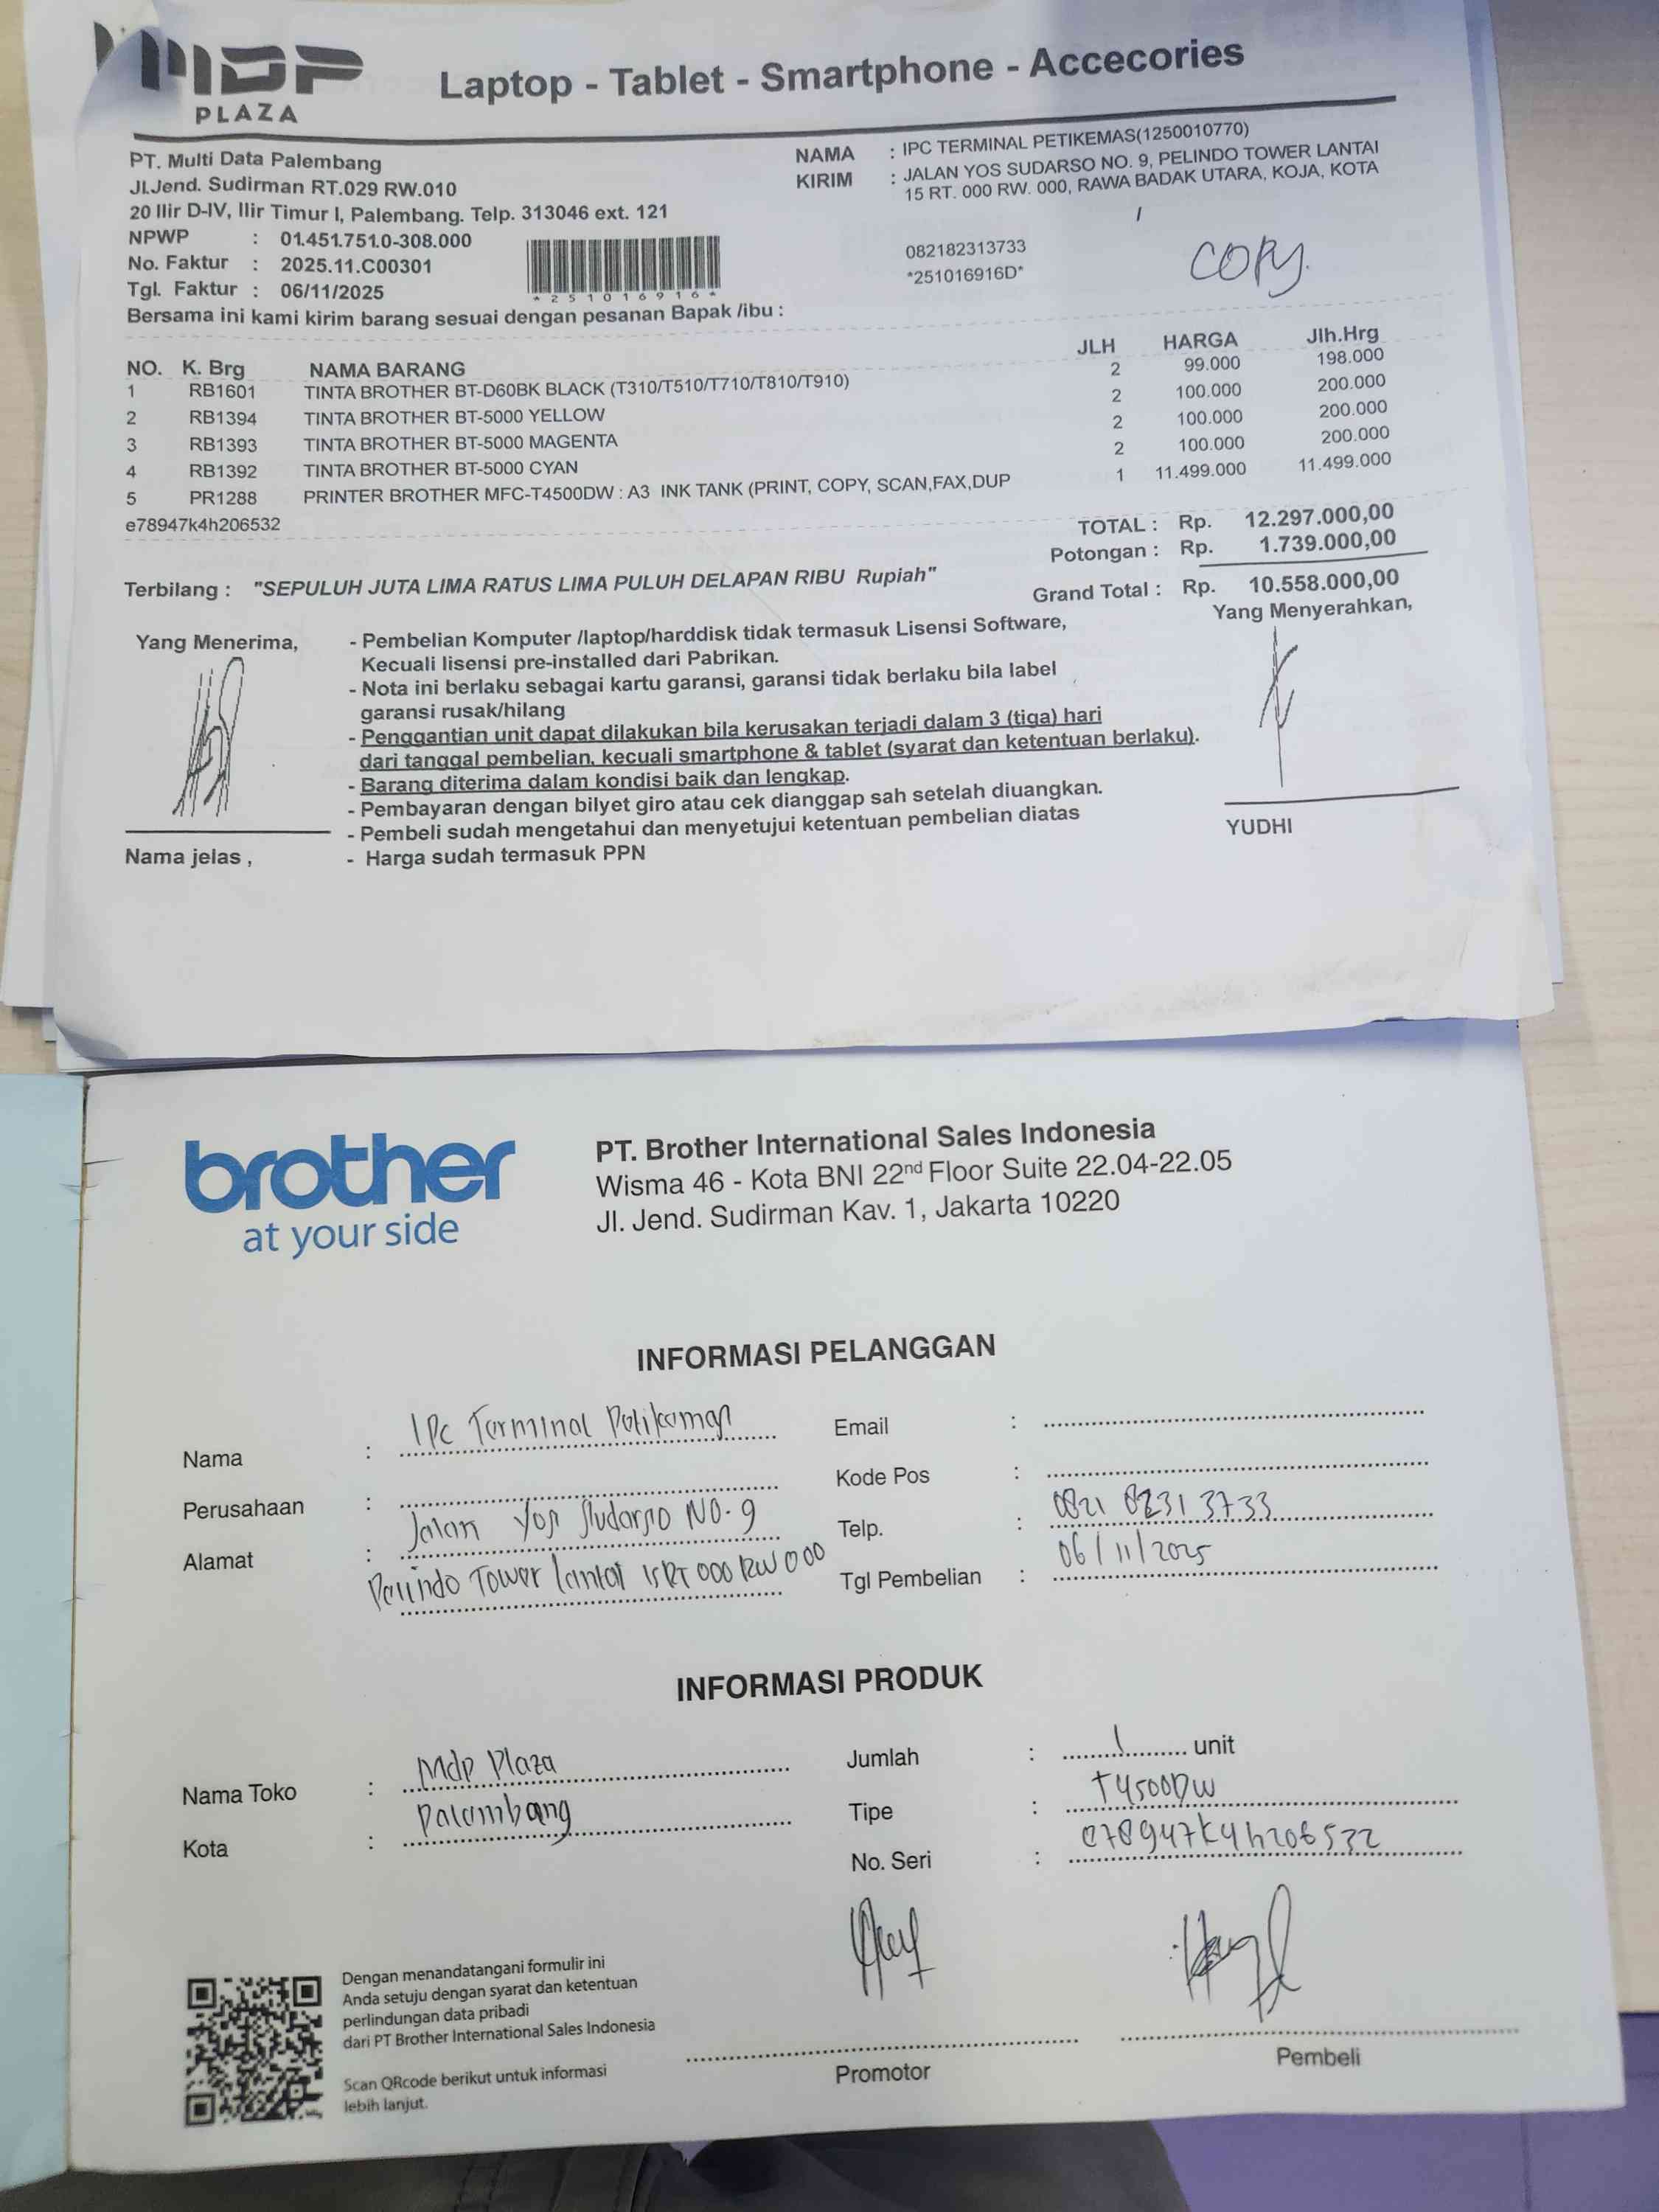 MDP
PLAZA
Laptop - Tablet - Smartphone - Accecories
PT. Multi Data Palembang
Jl.Jend. Sudirman RT.029 RW.010
20 Ilir D-IV, Ilir Timur I, Palembang. Telp. 313046 ext. 121
NPWP : 01.451.751.0-308.000
No. Faktur : 2025.11.C00301
Tgl. Faktur : 06/11/2025
*251016916*
NAMA : IPC TERMINAL PETIKEMAS(1250010770)
KIRIM : JALAN YOS SUDARSO NO. 9, PELINDO TOWER LANTAI
15 RT. 000 RW. 000, RAWA BADAK UTARA, KOJA, KOTA
082182313733
*251016916D*
COPY
Bersama ini kami kirim barang sesuai dengan pesanan Bapak /ibu :
NO. K. Brg NAMA BARANG JLH HARGA Jlh.Hrg
1 RB1601 TINTA BROTHER BT-D60BK BLACK (T310/T510/T710/T810/T910) 2 99.000 198.000
2 RB1394 TINTA BROTHER BT-5000 YELLOW 2 100.000 200.000
3 RB1393 TINTA BROTHER BT-5000 MAGENTA 2 100.000 200.000
4 RB1392 TINTA BROTHER BT-5000 CYAN 2 100.000 200.000
5 PR1288 PRINTER BROTHER MFC-T4500DW : A3 INK TANK (PRINT, COPY, SCAN,FAX,DUP 1 11.499.000 11.499.000
e78947k4h206532
TOTAL : Rp. 12.297.000,00
Potongan : Rp. 1.739.000,00
Terbilang : "SEPULUH JUTA LIMA RATUS LIMA PULUH DELAPAN RIBU Rupiah"
Grand Total : Rp. 10.558.000,00
Yang Menerima,
Yang Menyerahkan,
- Pembelian Komputer /laptop/harddisk tidak termasuk Lisensi Software,
Kecuali lisensi pre-installed dari Pabrikan.
- Nota ini berlaku sebagai kartu garansi, garansi tidak berlaku bila label
garansi rusak/hilang
- Penggantian unit dapat dilakukan bila kerusakan terjadi dalam 3 (tiga) hari
dari tanggal pembelian, kecuali smartphone & tablet (syarat dan ketentuan berlaku).
- Barang diterima dalam kondisi baik dan lengkap.
- Pembayaran dengan bilyet giro atau cek dianggap sah setelah diuangkan.
- Pembeli sudah mengetahui dan menyetujui ketentuan pembelian diatas
- Harga sudah termasuk PPN
Nama jelas ,
YUDHI
brother
at your side
PT. Brother International Sales Indonesia
Wisma 46 - Kota BNI 22nd Floor Suite 22.04-22.05
Jl. Jend. Sudirman Kav. 1, Jakarta 10220
INFORMASI PELANGGAN
Nama : IPC Terminal Petikemas
Perusahaan :
Alamat : Jalan Yos Sudarso NO. 9
Pelindo Tower lantai 15 RT 000 RW 000
Email :
Kode Pos :
Telp. : 0821 8231 3733
Tgl Pembelian : 06/11/2025
INFORMASI PRODUK
Nama Toko : Mdp Plaza
Kota : Palembang
Jumlah : 1 unit
Tipe : T4500DW
No. Seri : e78947k4h206532
Dengan menandatangani formulir ini
Anda setuju dengan syarat dan ketentuan
perlindungan data pribadi
dari PT Brother International Sales Indonesia
Scan QRcode berikut untuk informasi
lebih lanjut.
Promotor
Pembeli